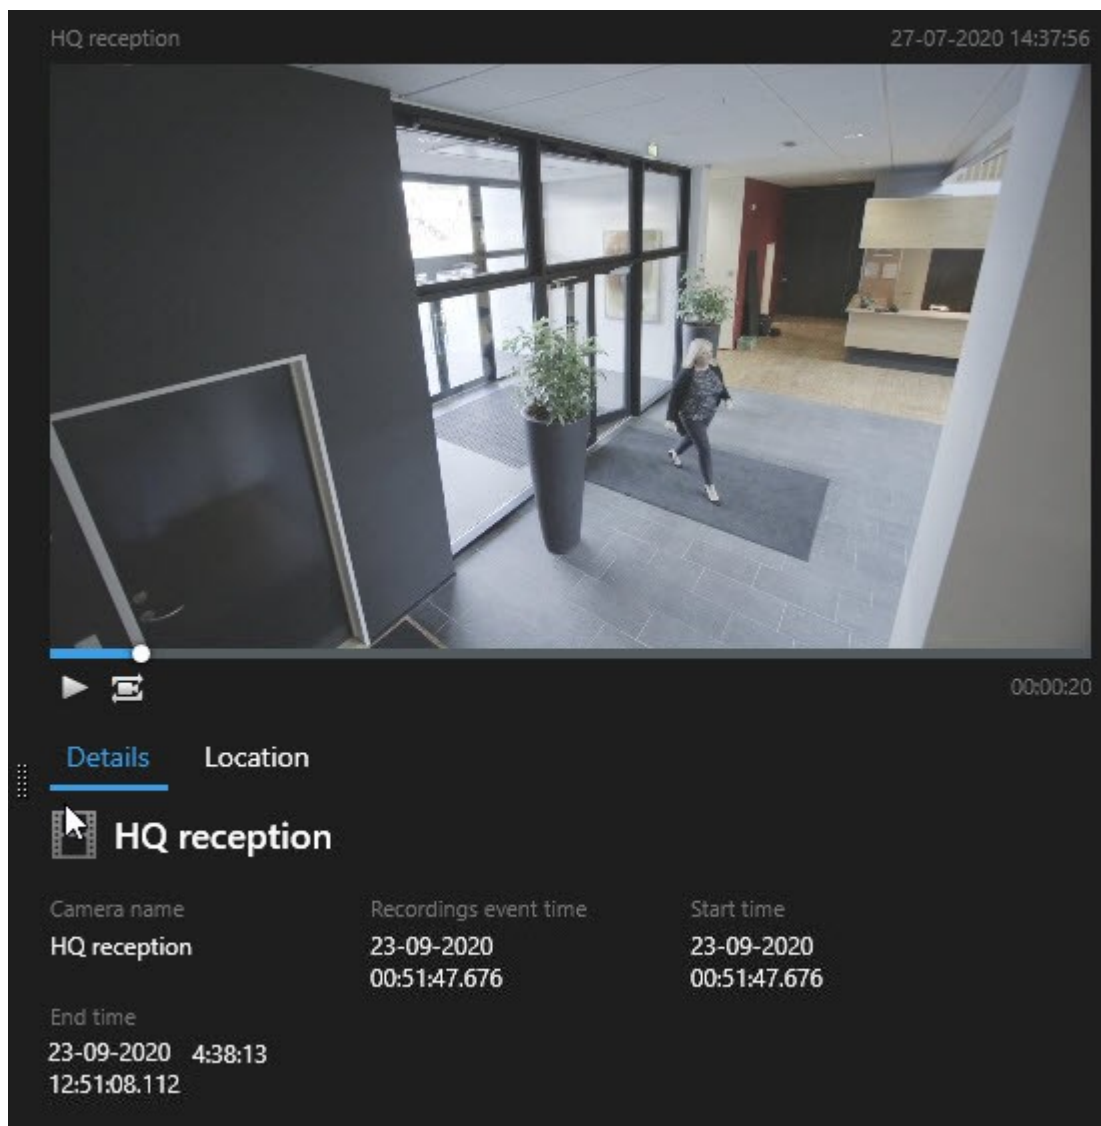 HQ reception 27-07-2020 14:37:56
00:00:20
Details Location
HQ reception
Camera name Recordings event time Start time
HQ reception 23-09-2020 23-09-2020
00:51:47.676 00:51:47.676
End time
23-09-2020 4:38:13
12:51:08.112